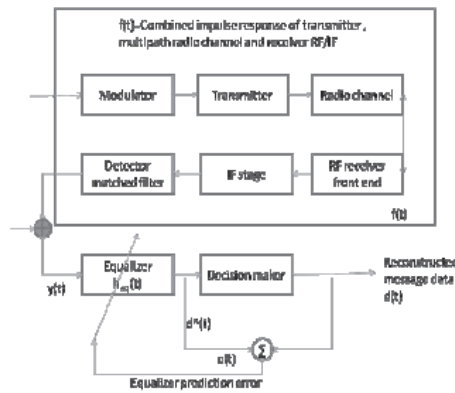 f(t)-Combined impulse response of transmitter,
multipath radio channel and receiver RF/IF
Modulator
Transmitter
Radio channel
Detector
matched filter
IF stage
RF receiver
front end
f(t)
y(t)
Equalizer
heq(t)
Decision maker
Reconstructed
message data
d(t)
d^(t)
e(t)
Σ
Equalizer prediction error